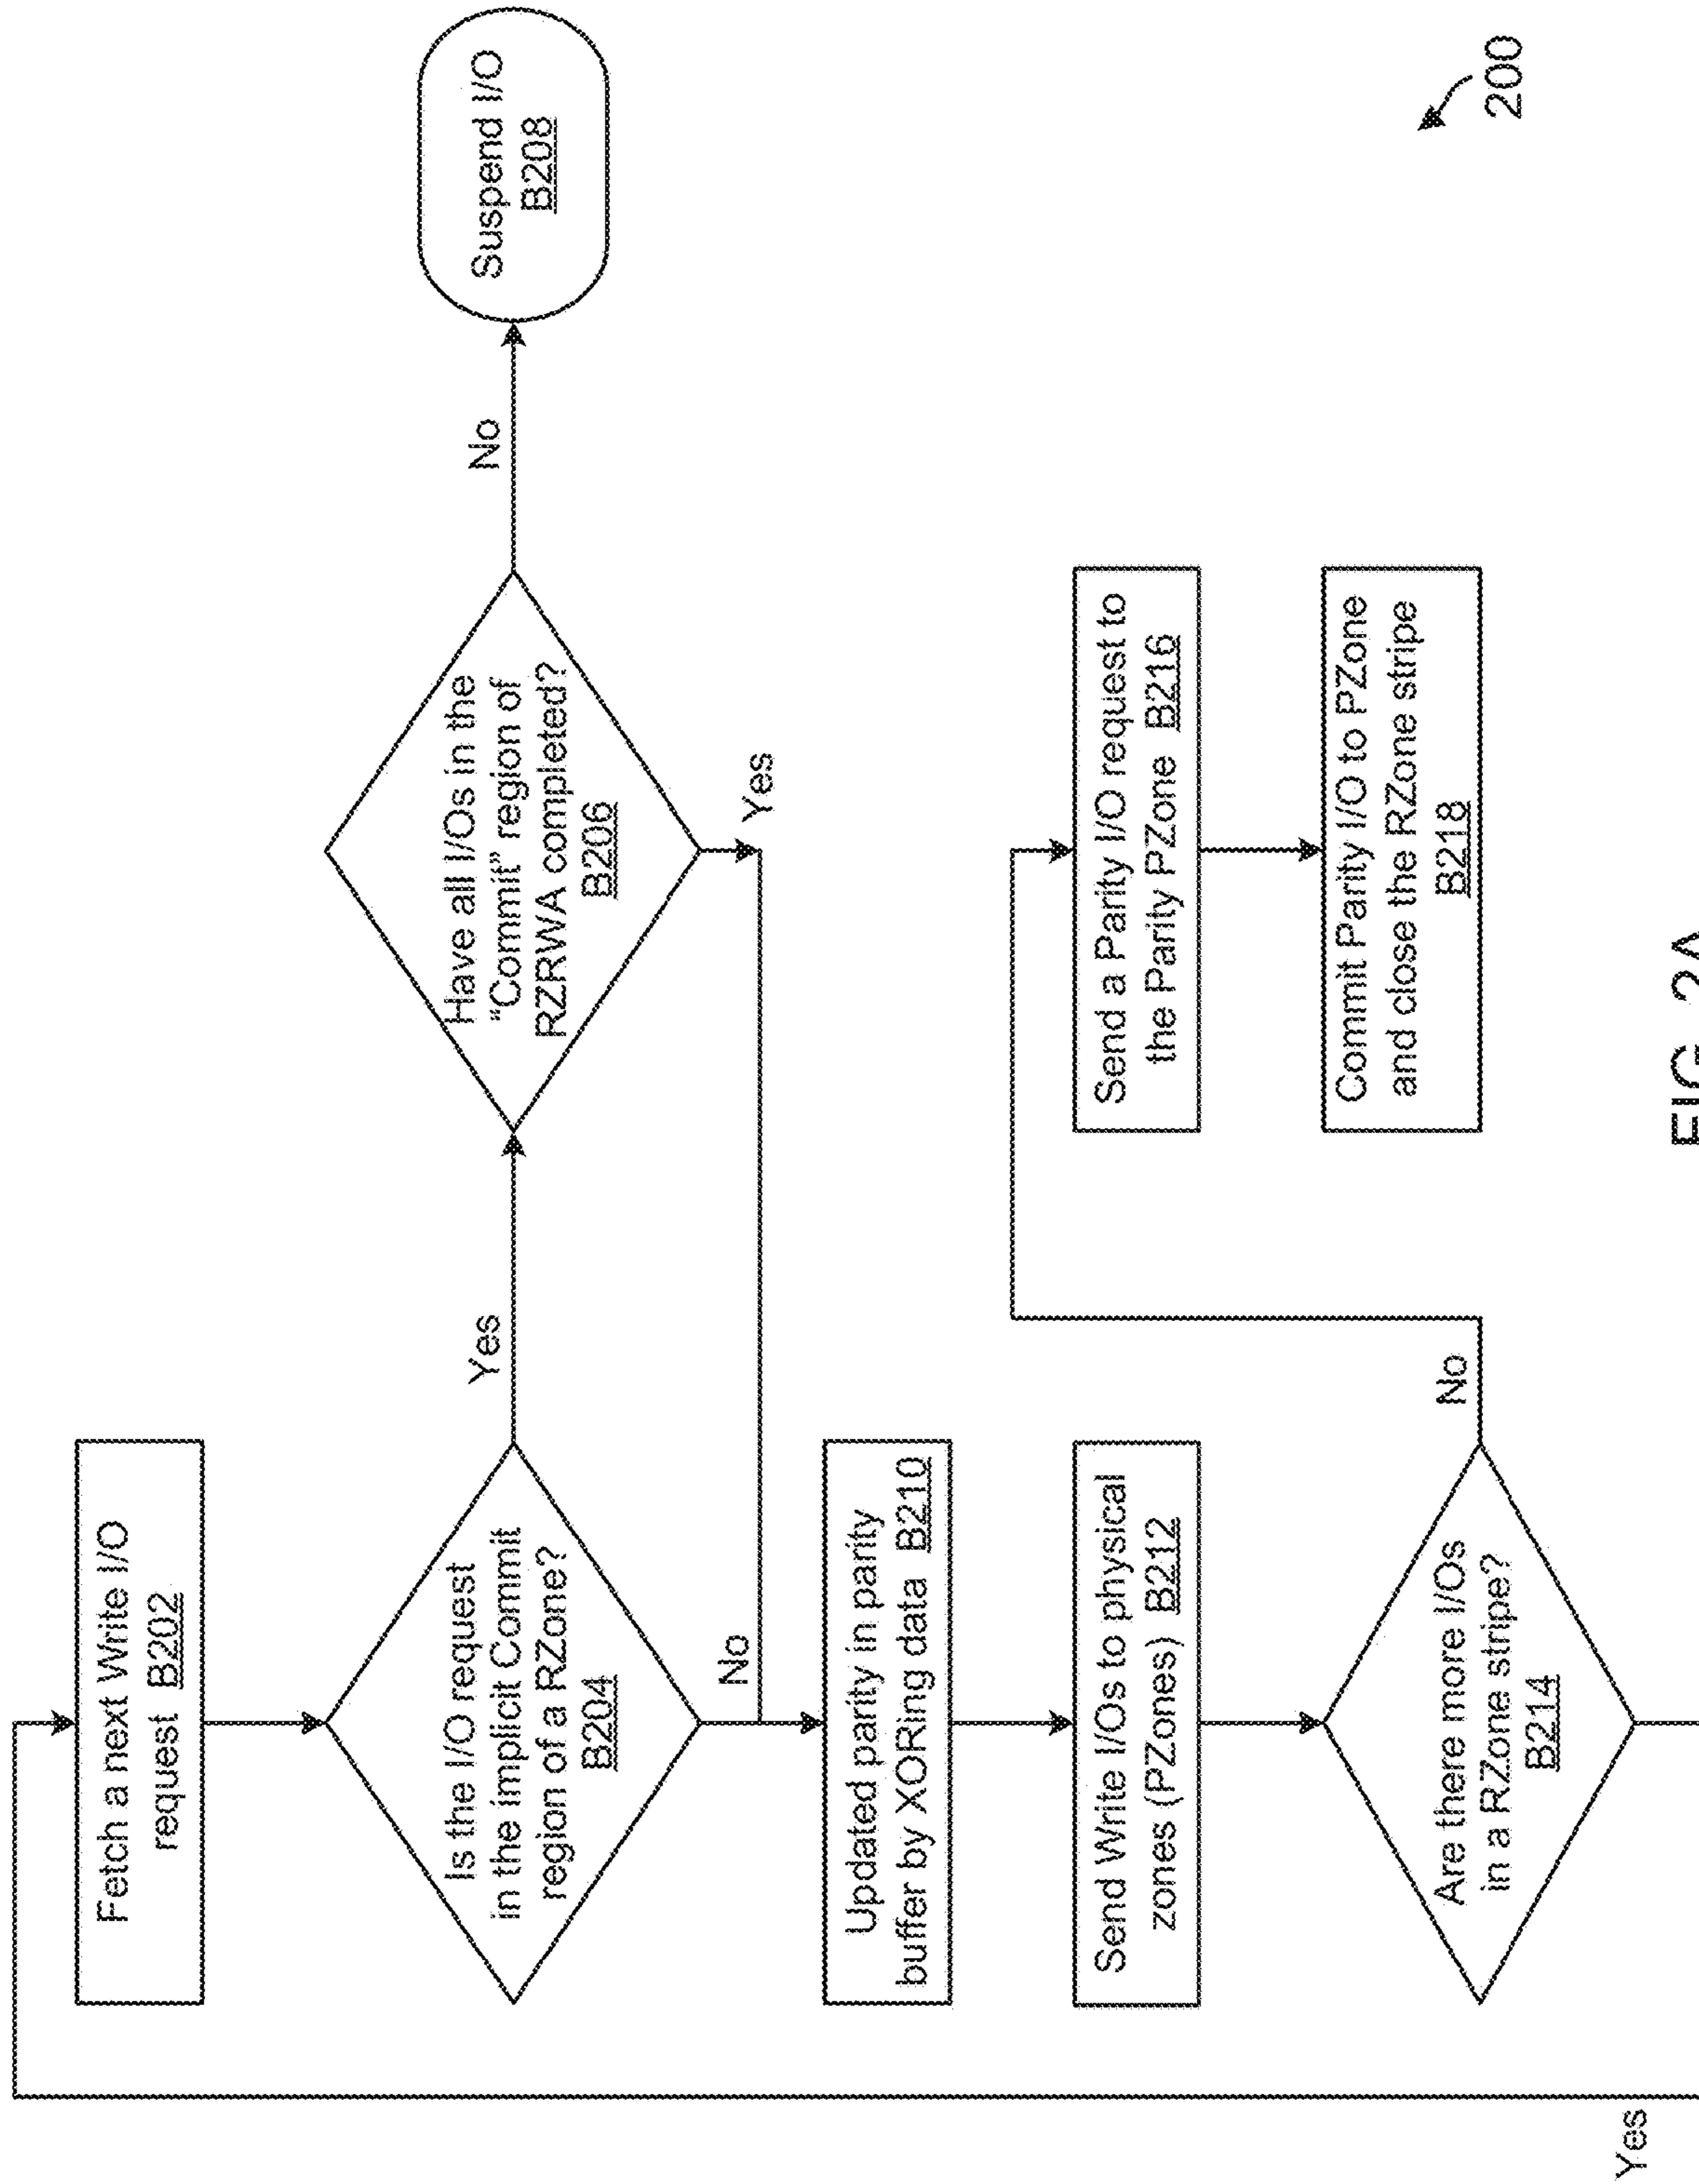 Fetch a next Write I/O
request B202
Is the I/O request
in the implicit Commit
region of a RZone?
B204
Yes
Have all I/Os in the
"Commit" region of
RZRWA completed?
B206
No
Suspend I/O
B208
Yes
No
Updated parity in parity
buffer by XORing data B210
Send Write I/Os to physical
zones (PZones) B212
Are there more I/Os
in a RZone stripe?
B214
No
Yes
Send a Parity I/O request to
the Parity PZone B216
Commit Parity I/O to PZone
and close the RZone stripe
B218
200
FIG. 2A